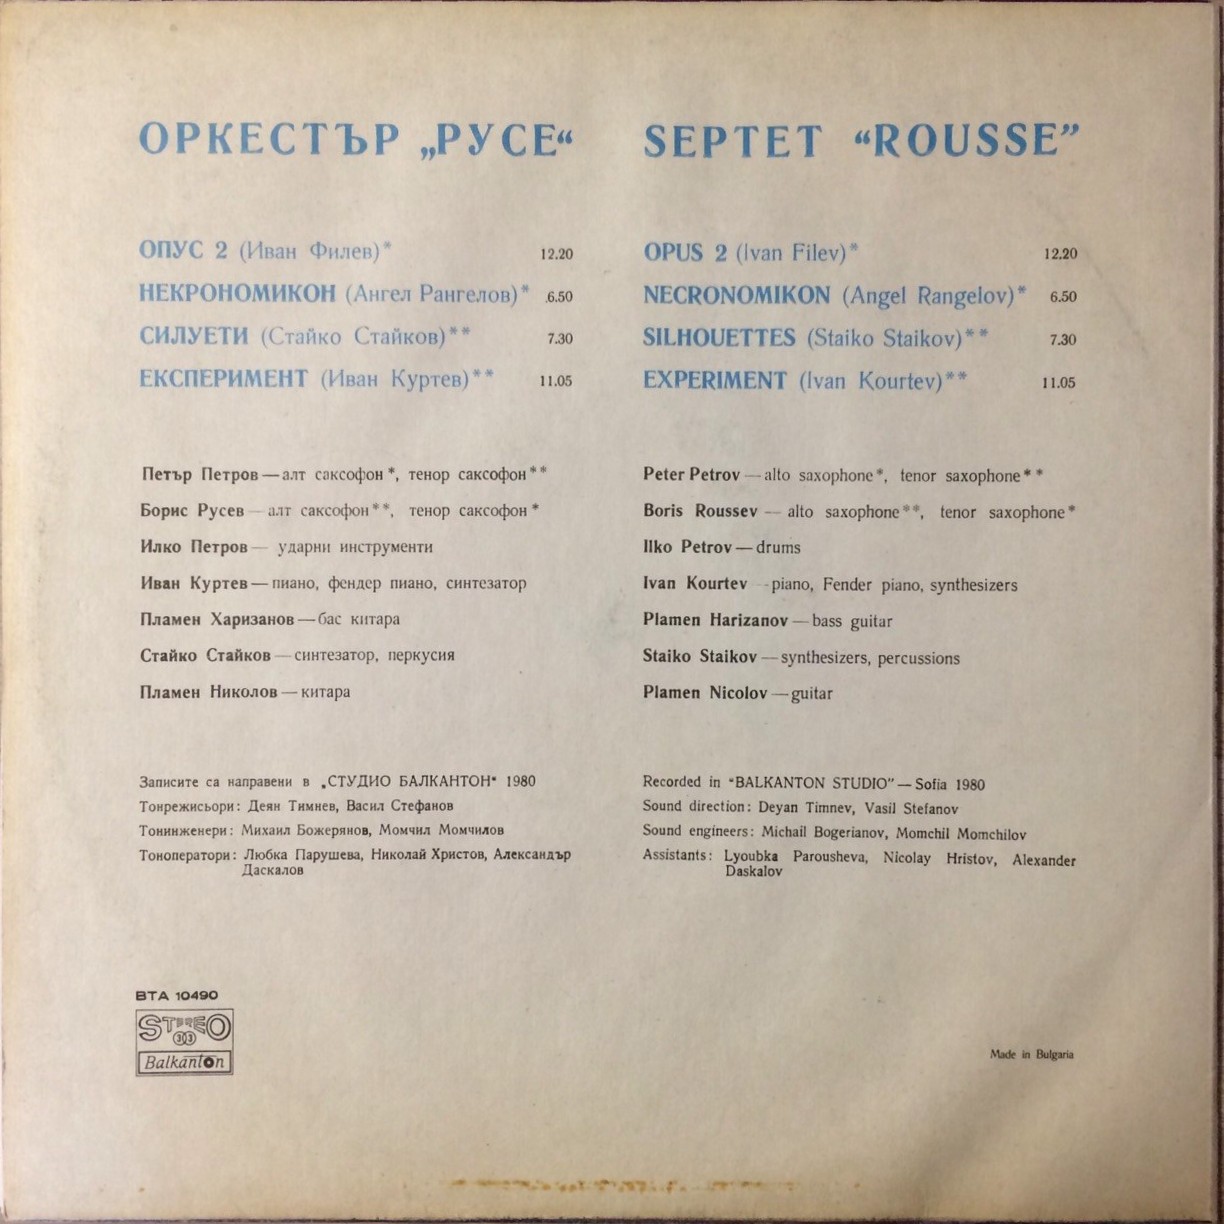 ОРКЕСТЪР „РУСЕ“
ОПУС 2 (Иван Филев)* 12.20
НЕКРОНОМИКОН (Ангел Рангелов)* 6.50
СИЛУЕТИ (Стайко Стайков)** 7.30
ЕКСПЕРИМЕНТ (Иван Куртев)** 11.05
Петър Петров — алт саксофон*, тенор саксофон**
Борис Русев — алт саксофон**, тенор саксофон*
Илко Петров — ударни инструменти
Иван Куртев — пиано, фендер пиано, синтезатор
Пламен Харизанов — бас китара
Стайко Стайков — синтезатор, перкусия
Пламен Николов — китара
Записите са направени в „СТУДИО БАЛКАНТОН“ 1980
Тонрежисьори: Деян Тимнев, Васил Стефанов
Тонинженери: Михаил Божерянов, Момчил Момчилов
Тоноператори: Любка Парушева, Николай Христов, Александър
Даскалов
SEPTET “ROUSSE”
OPUS 2 (Ivan Filev)* 12.20
NECRONOMIKON (Angel Rangelov)* 6.50
SILHOUETTES (Staiko Staikov)** 7.30
EXPERIMENT (Ivan Kourtev)** 11.05
Peter Petrov — alto saxophone*, tenor saxophone**
Boris Roussev — alto saxophone**, tenor saxophone*
Ilko Petrov — drums
Ivan Kourtev - piano, Fender piano, synthesizers
Plamen Harizanov — bass guitar
Staiko Staikov — synthesizers, percussions
Plamen Nicolov — guitar
Recorded in “BALKANTON STUDIO” — Sofia 1980
Sound direction: Deyan Timnev, Vasil Stefanov
Sound engineers: Michail Bogerianov, Momchil Momchilov
Assistants: Lyoubka Parousheva, Nicolay Hristov, Alexander
Daskalov
ВТА 10490
STEREO
33
Balkanton
Made in Bulgaria